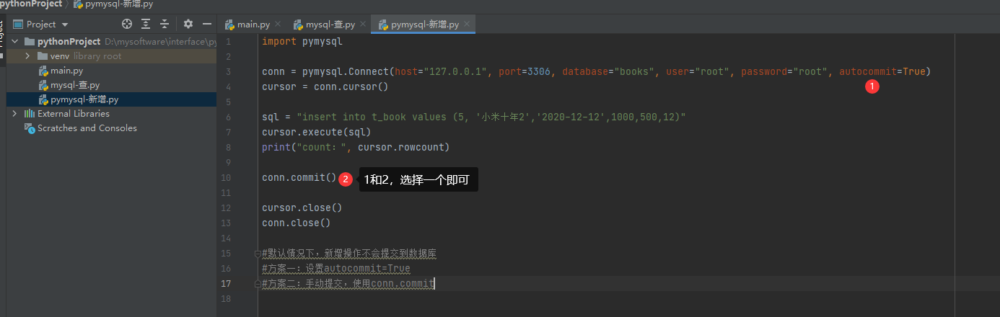 pythonProject 〉 pymysql-新增.py
Project
main.py
mysql-查.py
pymysql-新增.py
pythonProject D:\mysoftware\interface\py
venv library root
main.py
mysql-查.py
pymysql-新增.py
External Libraries
Scratches and Consoles
1 import pymysql
2
3 conn = pymysql.Connect(host="127.0.0.1", port=3306, database="books", user="root", password="root", autocommit=True)
1
4 cursor = conn.cursor()
5
6 sql = "insert into t_book values (5, '小米十年2','2020-12-12',1000,500,12)"
7 cursor.execute(sql)
8 print("count: ", cursor.rowcount)
9
10 conn.commit()
2 1和2，选择一个即可
11
12 cursor.close()
13 conn.close()
14
15 #默认情况下，新增操作不会提交到数据库
16 #方案一：设置autocommit=True
17 #方案二：手动提交，使用conn.commit
18